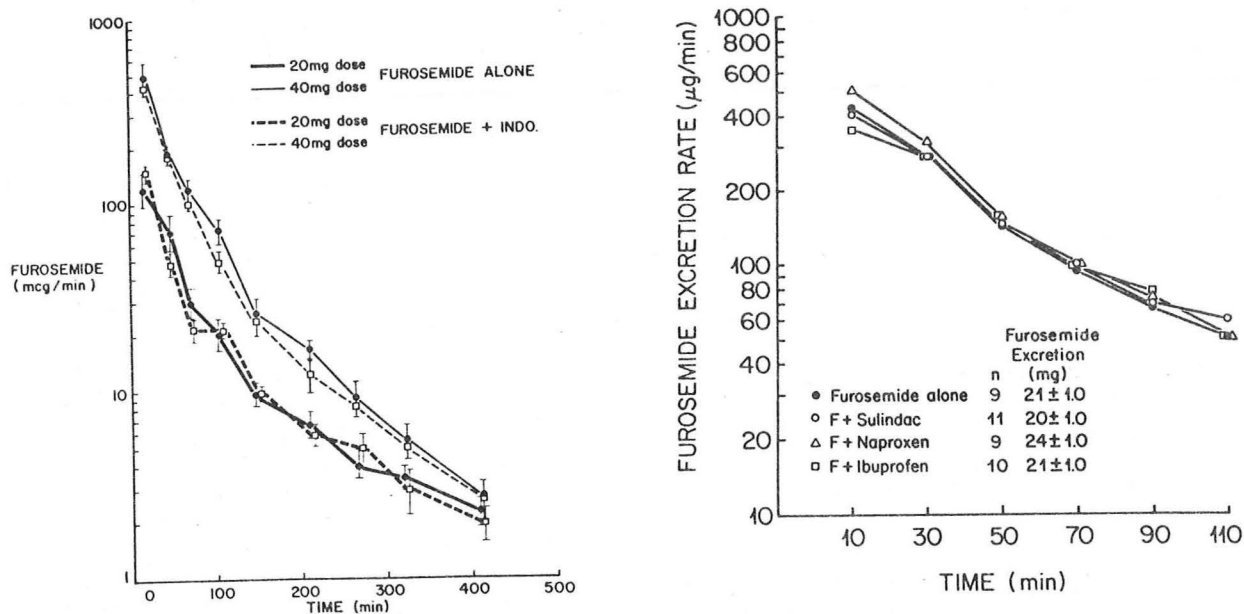 1000
100
10
1
FUROSEMIDE
(mcg/min)
20mg dose
40mg dose
FUROSEMIDE ALONE
20mg dose
40mg dose
FUROSEMIDE + INDO.
0 100 200 300 400 500
TIME (min)
FUROSEMIDE EXCRETION RATE (µg/min)
1000
800
600
400
200
100
80
60
40
20
10
Furosemide
Excretion
n (mg)
Furosemide alone 9 21±1.0
F+Sulindac 11 20±1.0
F+Naproxen 9 24±1.0
F+Ibuprofen 10 21±1.0
10 30 50 70 90 110
TIME (min)